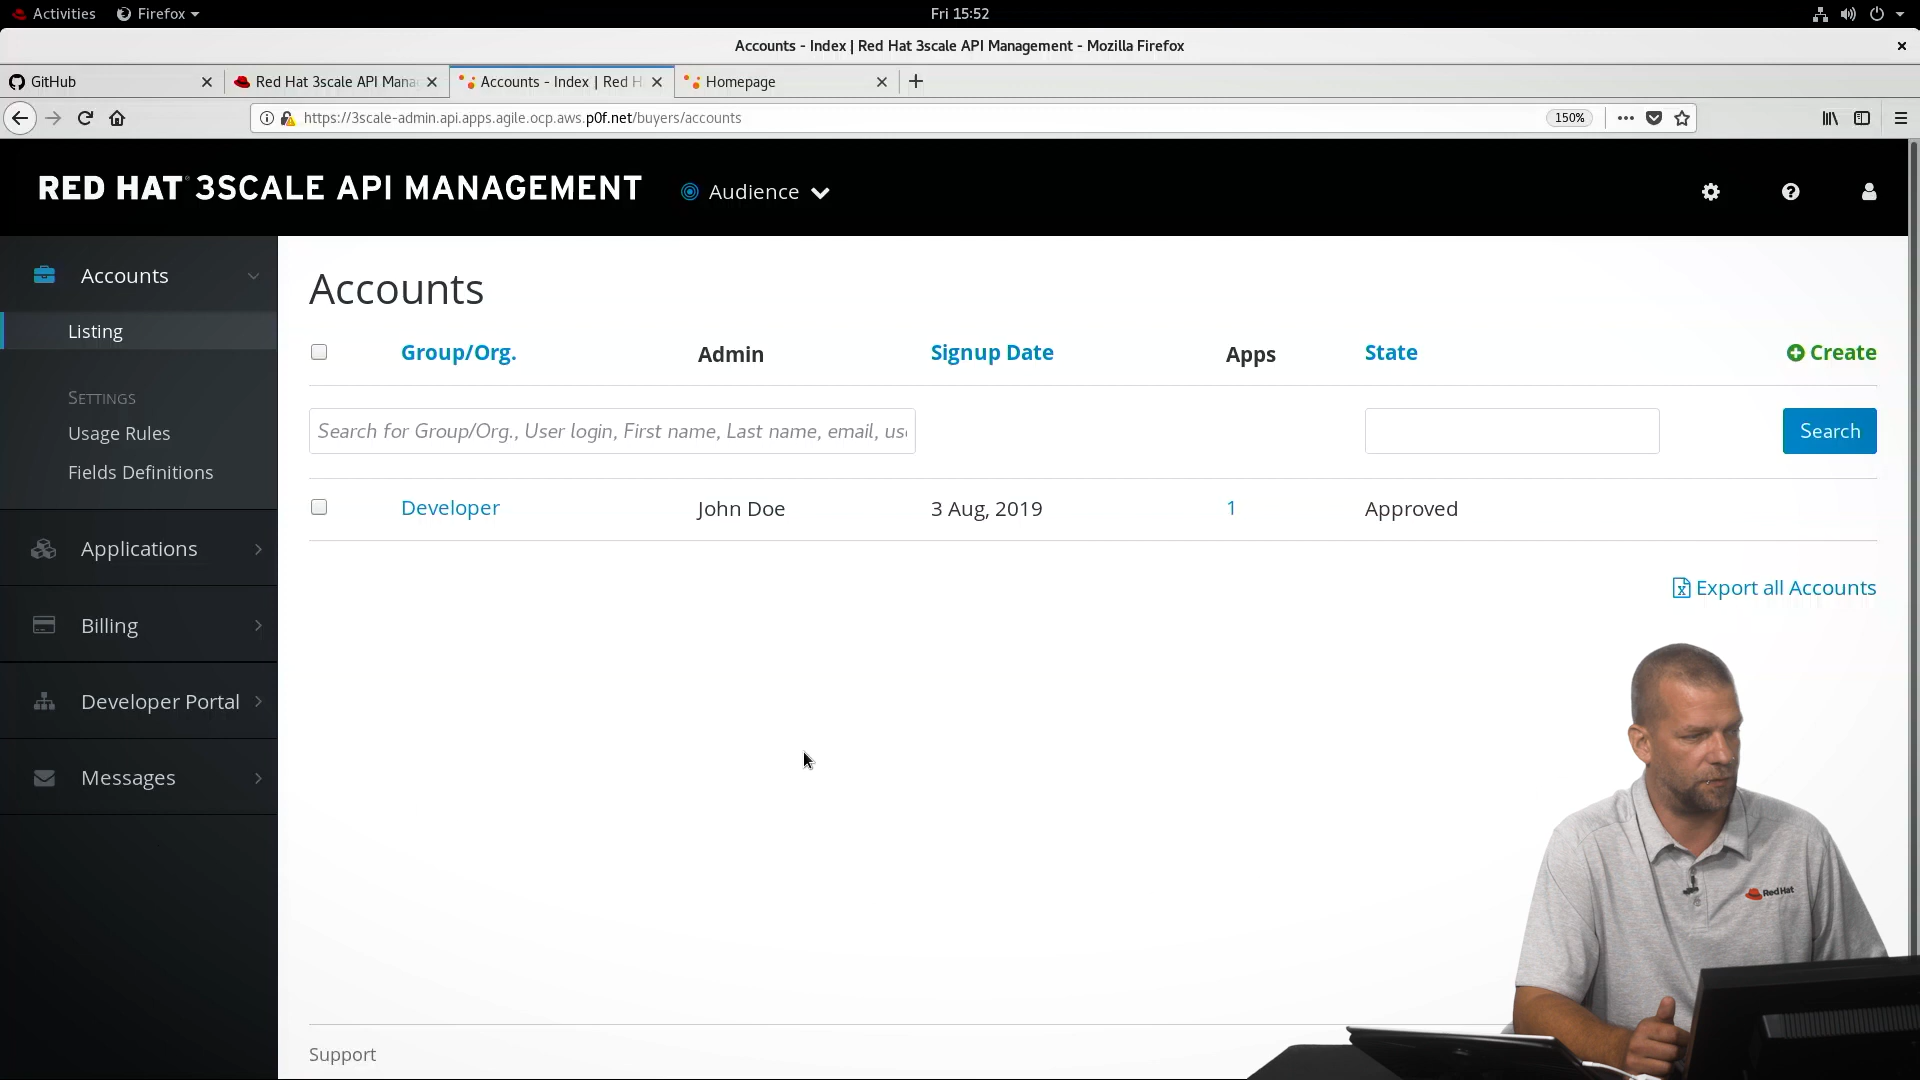 Activities
Firefox
Fri 15:52
Accounts - Index | Red Hat 3scale API Management - Mozilla Firefox
GitHub
Red Hat 3scale API Mana
Accounts - Index | Red H
Homepage
https://3scale-admin.api.apps.agile.ocp.aws.p0f.net/buyers/accounts
150%
RED HAT 3SCALE API MANAGEMENT
Audience
Accounts
Listing
SETTINGS
Usage Rules
Fields Definitions
Applications
Billing
Developer Portal
Messages
Accounts
Group/Org. Admin Signup Date Apps State Create
Search for Group/Org., User login, First name, Last name, email, us
Search
Developer John Doe 3 Aug, 2019 1 Approved
Export all Accounts
Red Hat
Support